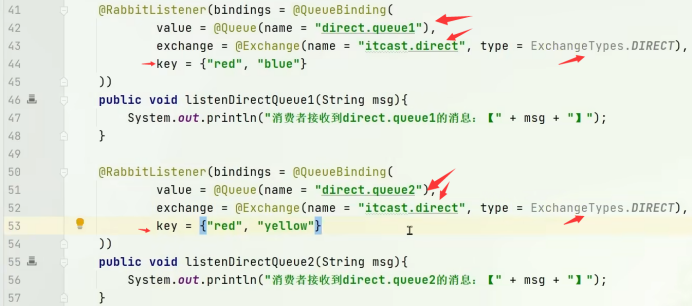 41 @RabbitListener(bindings = @QueueBinding(
42 value = @Queue(name = "direct.queue1"),
43 exchange = @Exchange(name = "itcast.direct", type = ExchangeTypes.DIRECT),
44 key = {"red", "blue"}
45 ))
46 public void listenDirectQueue1(String msg){
47 System.out.println("消费者接收到direct.queue1的消息:【" + msg + "】");
48 }
49
50 @RabbitListener(bindings = @QueueBinding(
51 value = @Queue(name = "direct.queue2"),
52 exchange = @Exchange(name = "itcast.direct", type = ExchangeTypes.DIRECT),
53 key = {"red", "yellow"}
54 ))
55 public void listenDirectQueue2(String msg){
56 System.out.println("消费者接收到direct.queue2的消息:【" + msg + "】");
57 }